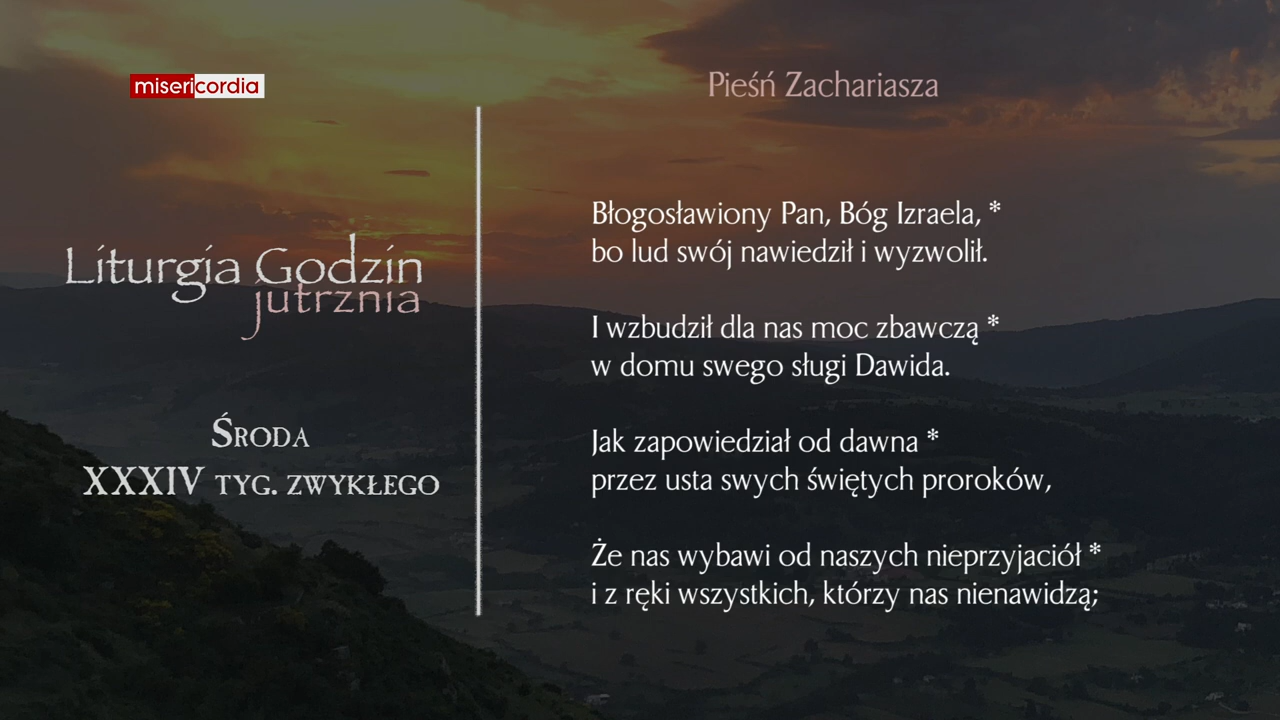 misericordia
Liturgia Godzin
jutrznia
Środa
XXXIV tyg. zwykłego
Pieśń Zachariasza
Błogosławiony Pan, Bóg Izraela, *
bo lud swój nawiedził i wyzwolił.
I wzbudził dla nas moc zbawczą *
w domu swego sługi Dawida.
Jak zapowiedział od dawna *
przez usta swych świętych proroków,
Że nas wybawi od naszych nieprzyjaciół *
i z ręki wszystkich, którzy nas nienawidzą;